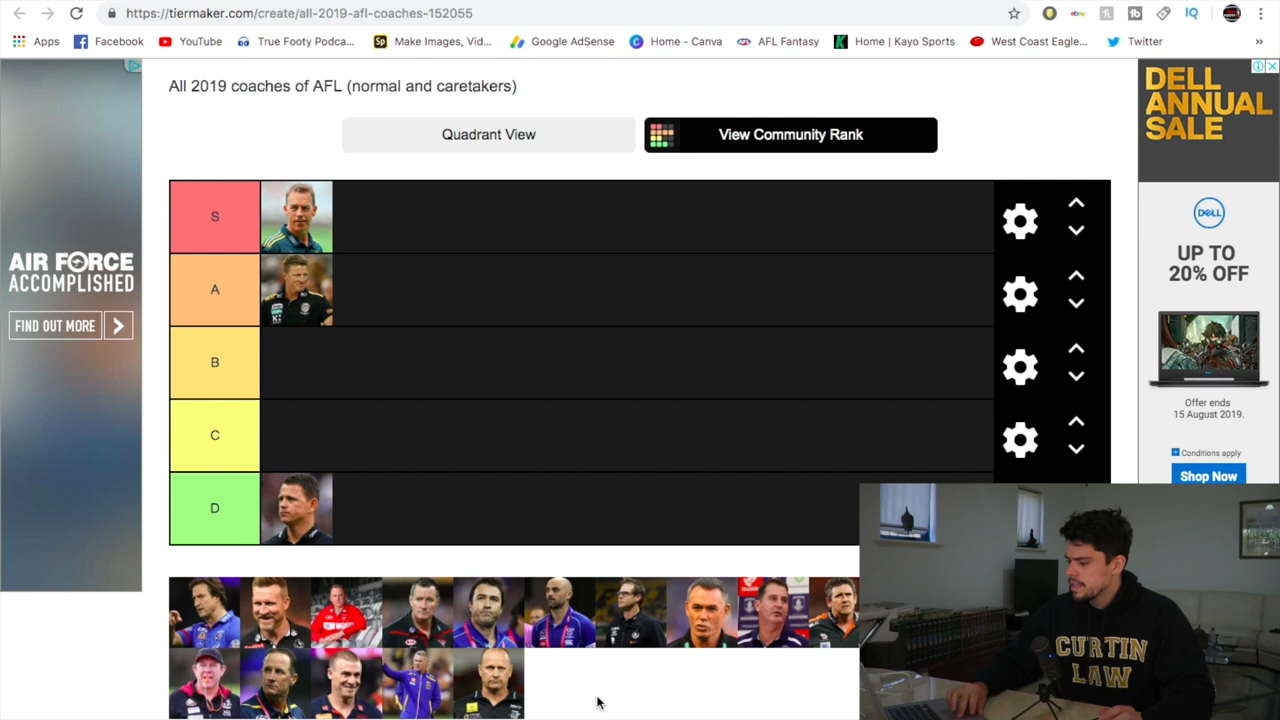 https://tiermaker.com/create/all-2019-afl-coaches-152055
ebay
IQ
Apps
Facebook
YouTube
True Footy Podca...
Make Images, Vid...
Google AdSense
Home - Canva
AFL Fantasy
Home | Kayo Sports
West Coast Eagle...
Twitter
»
All 2019 coaches of AFL (normal and caretakers)
Quadrant View
View Community Rank
S
A
B
C
D
AIR FORCE
ACCOMPLISHED
FIND OUT MORE
DELL
ANNUAL
SALE
DELL
UP TO
20% OFF
Offer ends
15 August 2019.
Conditions apply
Shop Now
CURTIN
LAW